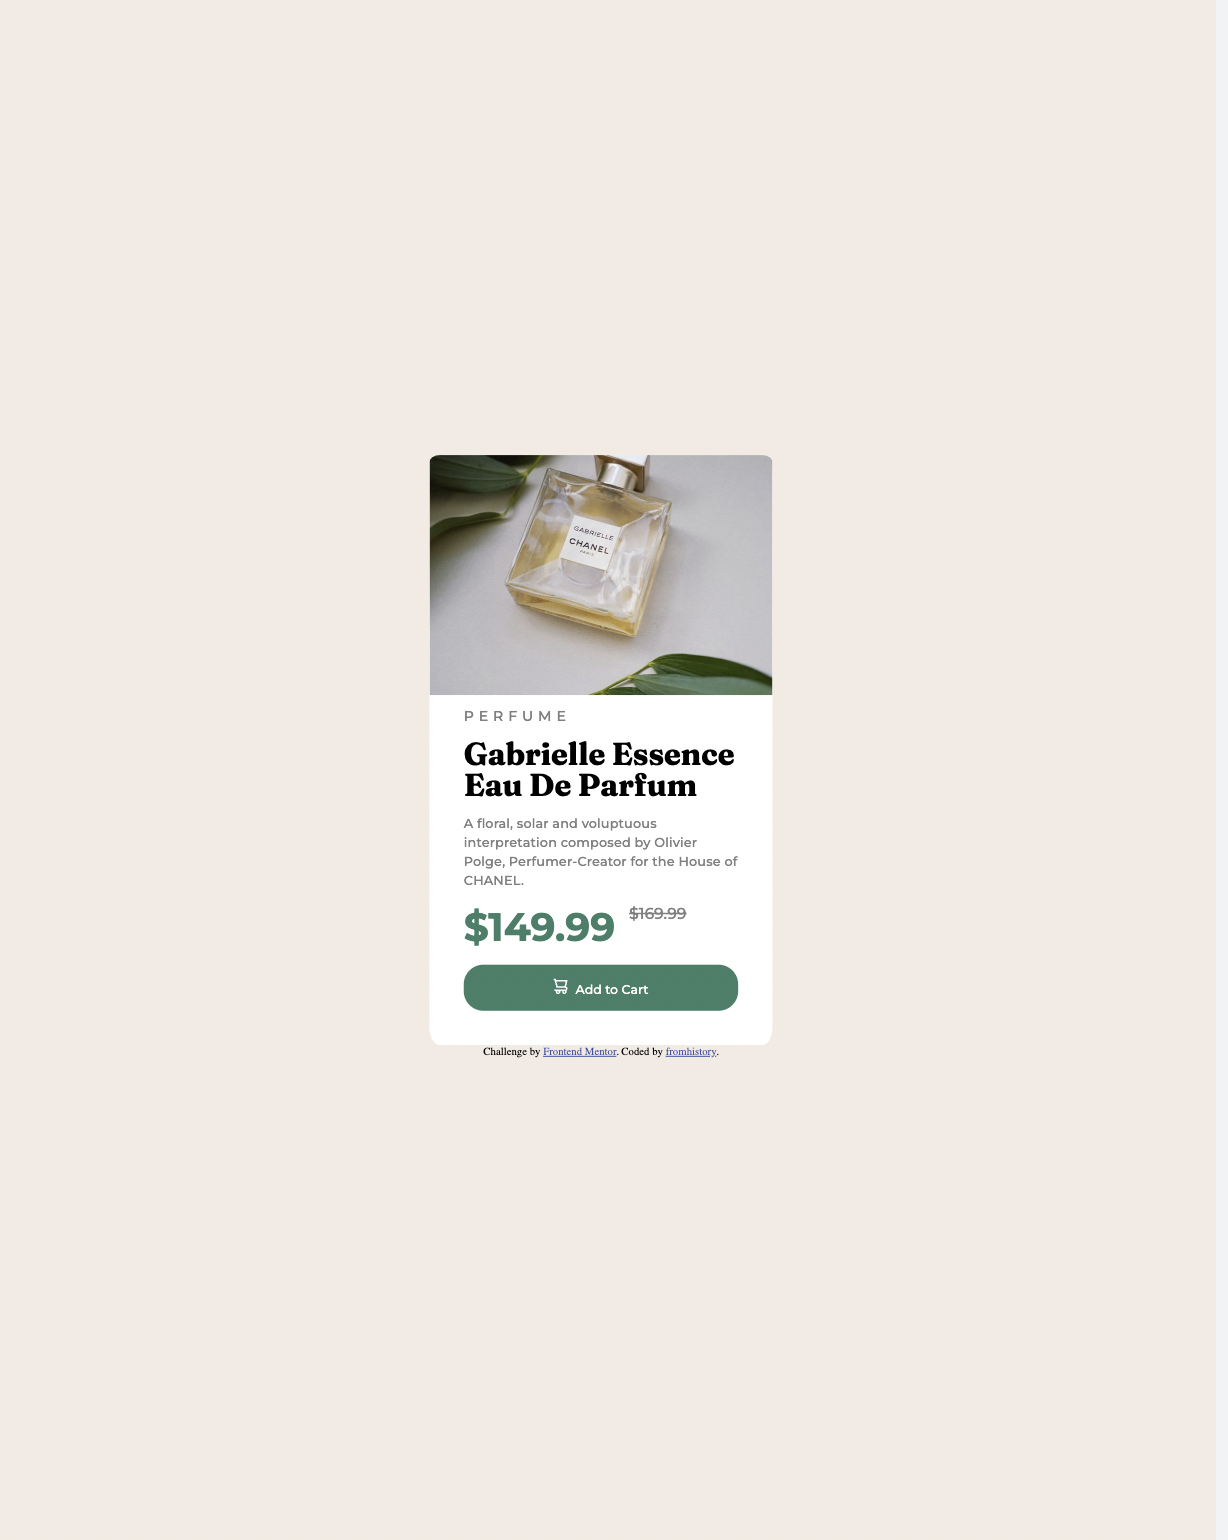 GABRIELLE
CHANEL
PARIS
PERFUME
Gabrielle Essence
Eau De Parfum
A floral, solar and voluptuous
interpretation composed by Olivier
Polge, Perfumer-Creator for the House of
CHANEL.
$149.99 $169.99
Add to Cart
Challenge by Frontend Mentor. Coded by fromhistory.